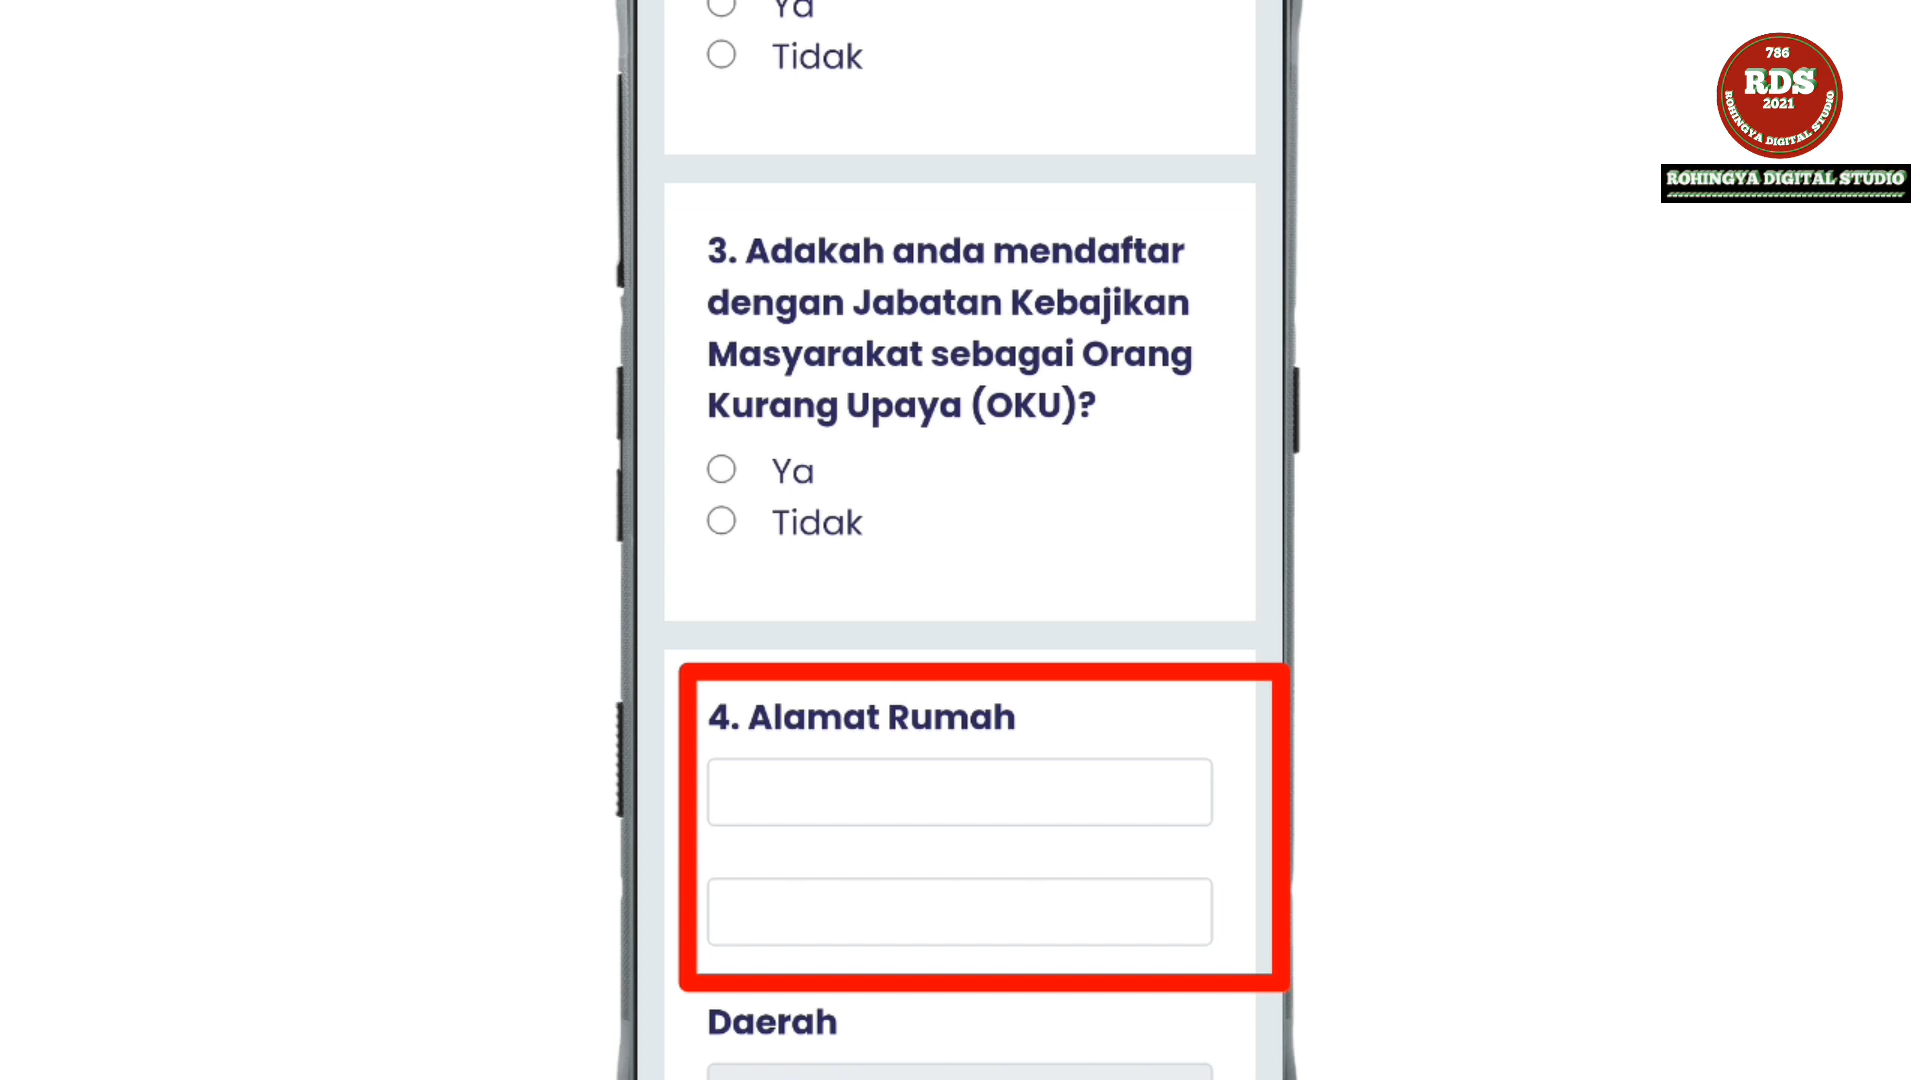 Ya
Tidak
3. Adakah anda mendaftar
dengan Jabatan Kebajikan
Masyarakat sebagai Orang
Kurang Upaya (OKU)?
Ya
Tidak
4. Alamat Rumah
Daerah
786
RDS
2021
ROHINGYA DIGITAL STUDIO
ROHINGYA DIGITAL STUDIO